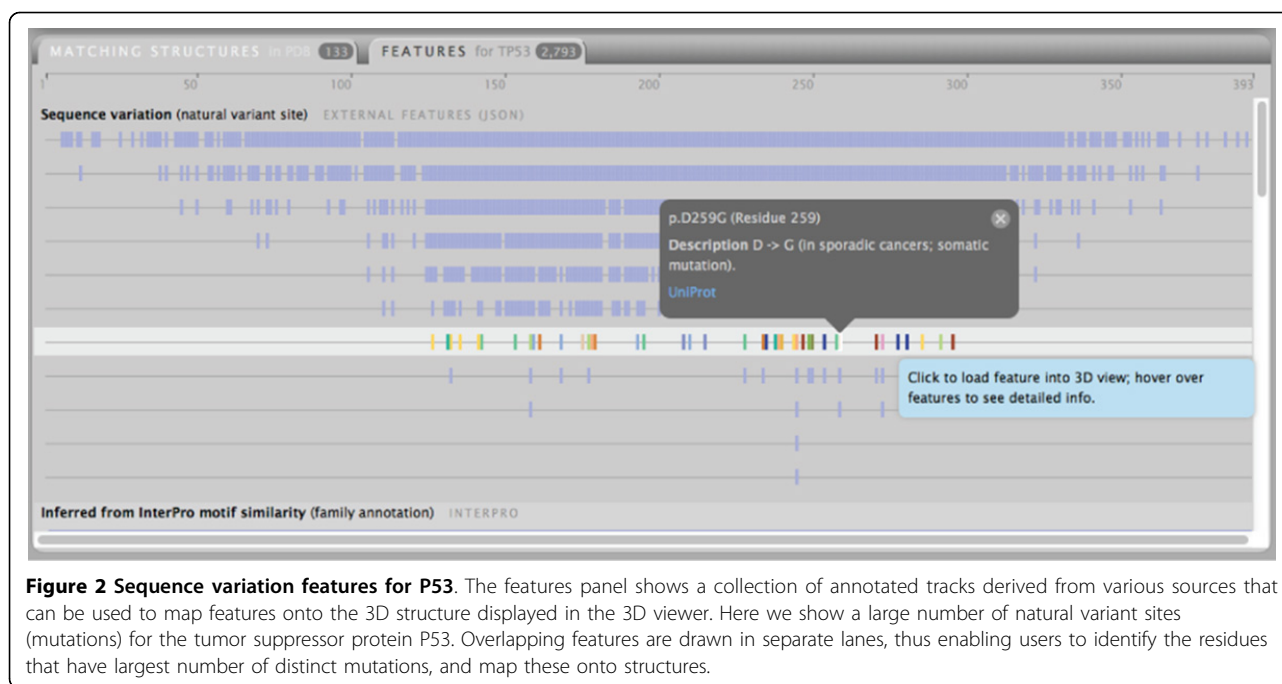 MATCHING STRUCTURES in PDB 133 FEATURES for TP53 2,793
1 50 100 150 200 250 300 350 393
Sequence variation (natural variant site) EXTERNAL FEATURES (JSON)
p.D259G (Residue 259)
Description D -> G (in sporadic cancers; somatic
mutation).
UniProt
Click to load feature into 3D view; hover over
features to see detailed info.
Inferred from InterPro motif similarity (family annotation) INTERPRO
Figure 2 Sequence variation features for P53. The features panel shows a collection of annotated tracks derived from various sources that
can be used to map features onto the 3D structure displayed in the 3D viewer. Here we show a large number of natural variant sites
(mutations) for the tumor suppressor protein P53. Overlapping features are drawn in separate lanes, thus enabling users to identify the residues
that have largest number of distinct mutations, and map these onto structures.